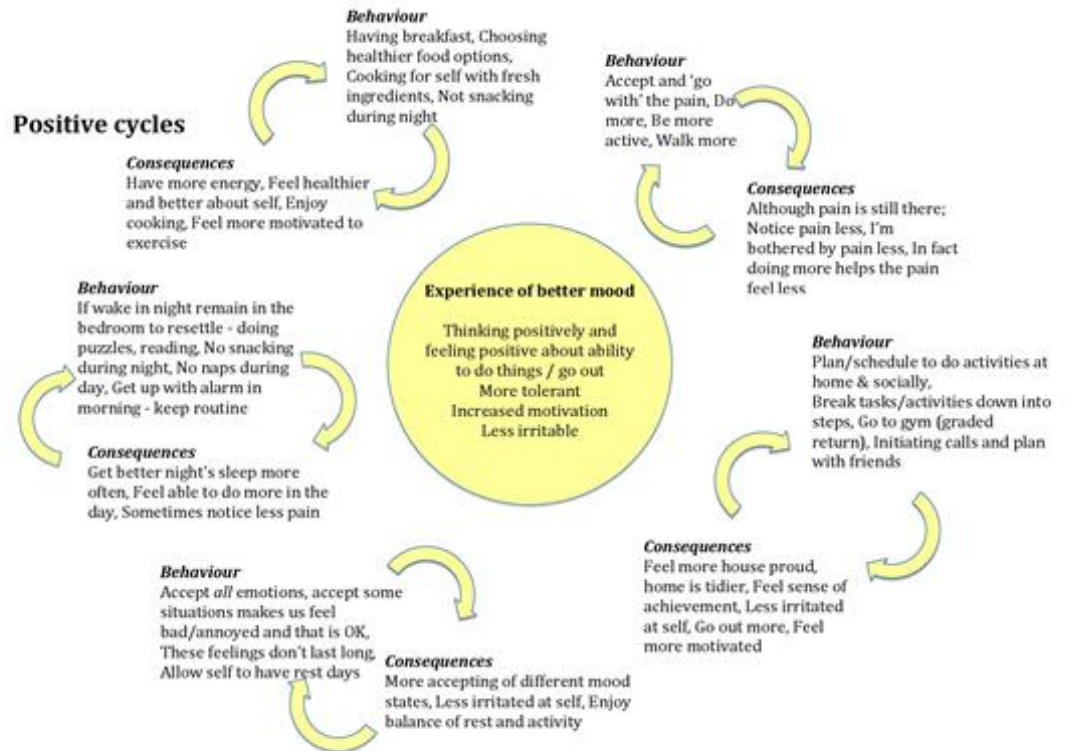 Positive cycles
Behaviour
Having breakfast, Choosing
healthier food options,
Cooking for self with fresh
ingredients, Not snacking
during night
Consequences
Have more energy, Feel healthier
and better about self, Enjoy
cooking, Feel more motivated to
exercise
Behaviour
Accept and 'go
with' the pain, Do
more, Be more
active, Walk more
Consequences
Although pain is still there;
Notice pain less, I'm
bothered by pain less, In fact
doing more helps the pain
feel less
Experience of better mood
Thinking positively and
feeling positive about ability
to do things / go out
More tolerant
Increased motivation
Less irritable
Behaviour
If wake in night remain in the
bedroom to resettle - doing
puzzles, reading, No snacking
during night, No naps during
day, Get up with alarm in
morning - keep routine
Consequences
Get better night's sleep more
often, Feel able to do more in the
day, Sometimes notice less pain
Behaviour
Plan/schedule to do activities at
home & socially,
Break tasks/activities down into
steps, Go to gym (graded
return), Initiating calls and plan
with friends
Consequences
Feel more house proud,
home is tidier, Feel sense of
achievement, Less irritated
at self, Go out more, Feel
more motivated
Behaviour
Accept all emotions, accept some
situations makes us feel
bad/annoyed and that is OK,
These feelings don't last long,
Allow self to have rest days
Consequences
More accepting of different mood
states, Less irritated at self, Enjoy
balance of rest and activity